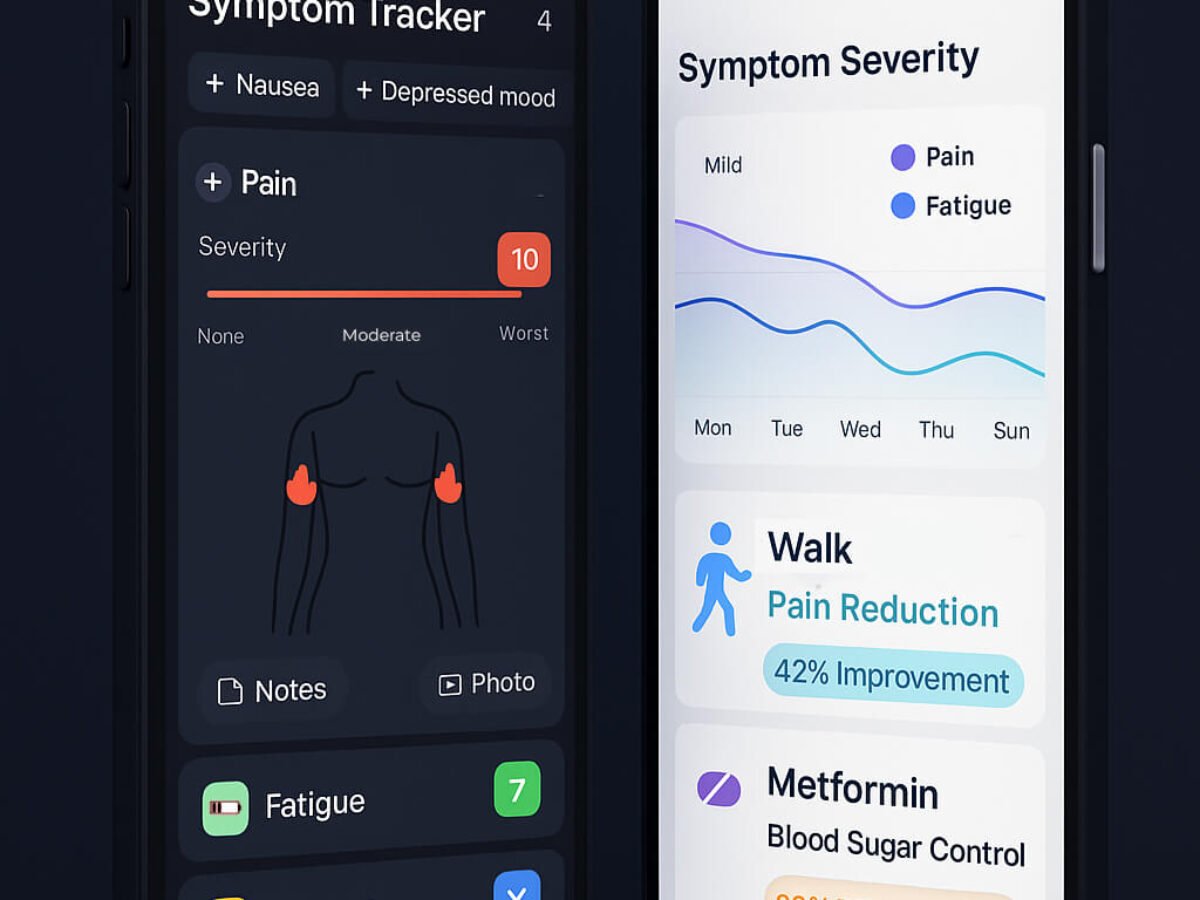 Symptom Tracker 4
+ Nausea + Depressed mood
+ Pain
Severity 10
None Moderate Worst
Notes Photo
Fatigue 7
Symptom Severity
Mild
Pain
Fatigue
Mon Tue Wed Thu Sun
Walk
Pain Reduction
42% Improvement
Metformin
Blood Sugar Control